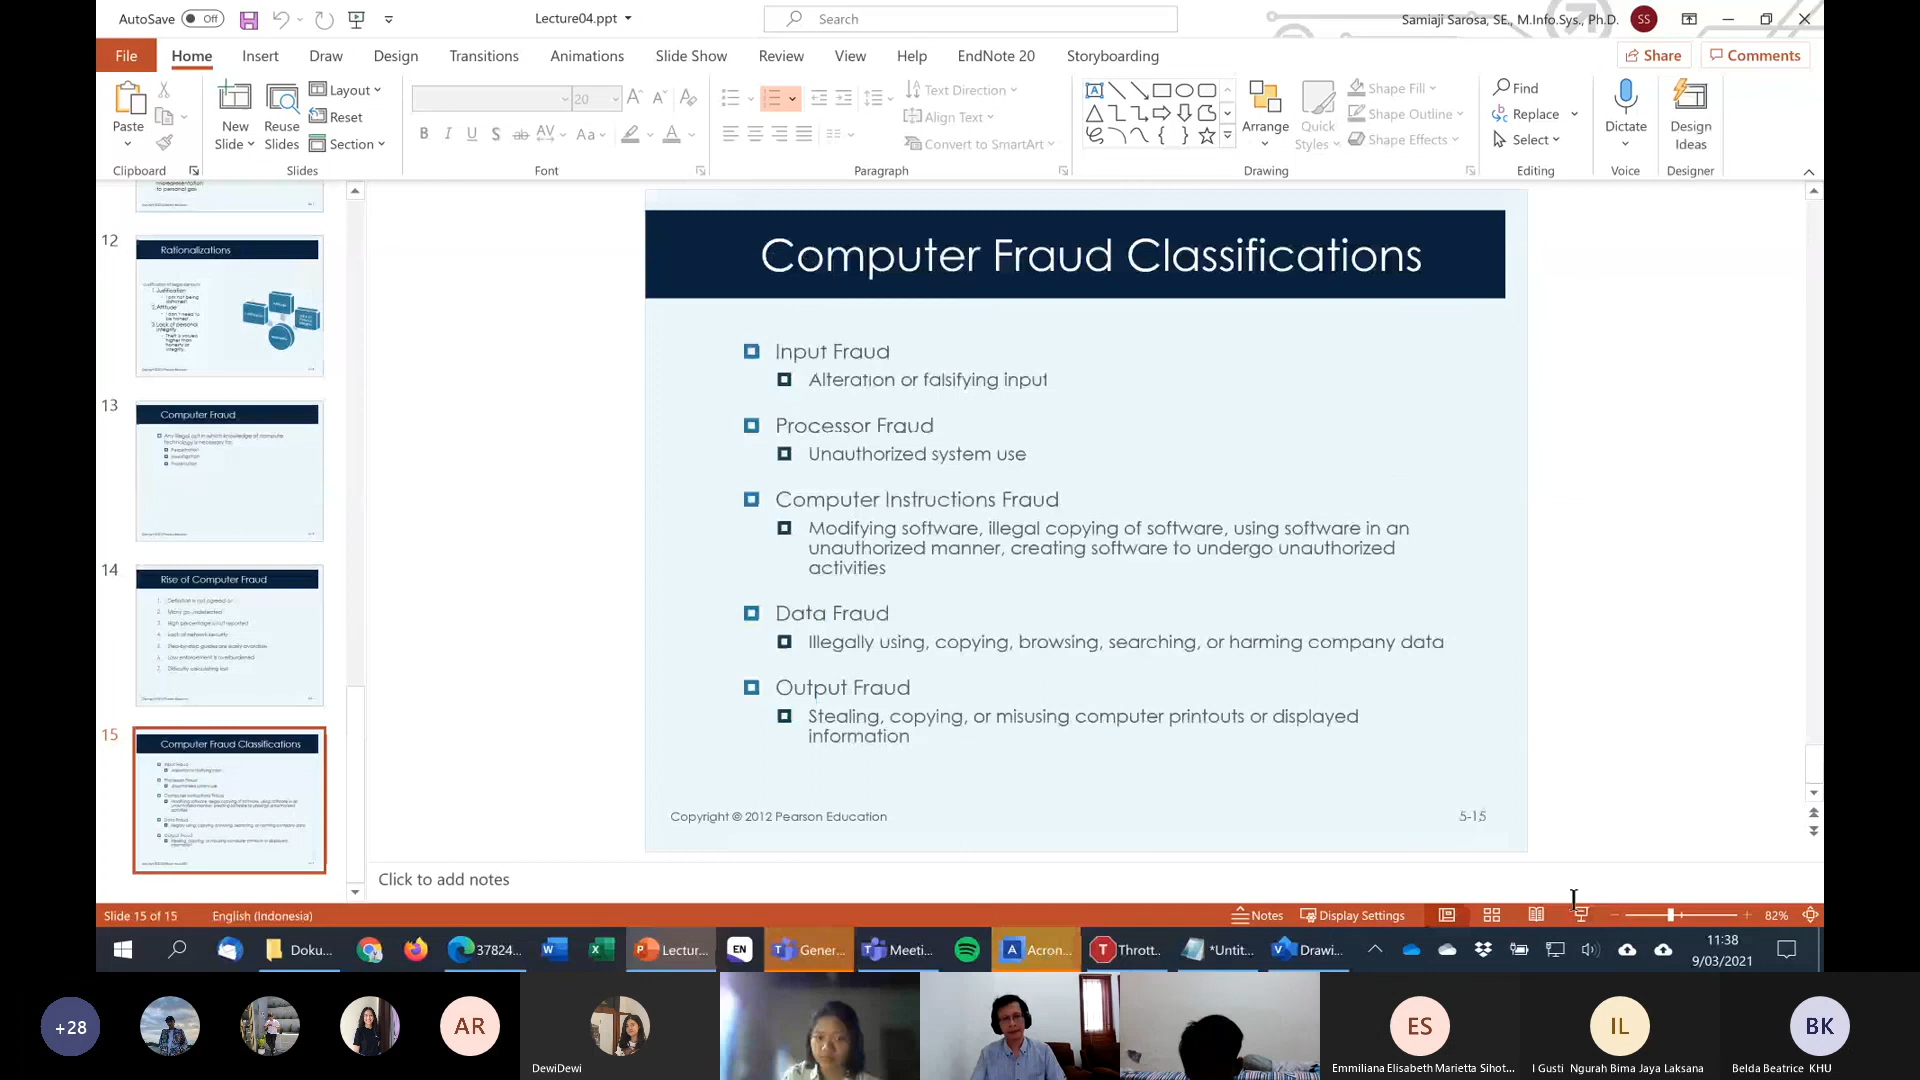 AutoSave Off
Lecture04.ppt
Search
Samiaji Sarosa, SE., M.Info.Sys., Ph.D.
SS
File Home Insert Draw Design Transitions Animations Slide Show Review View Help EndNote 20 Storyboarding
Share Comments
Paste
New Slide
Reuse Slides
Layout
Reset
Section
20
Text Direction
Align Text
Convert to SmartArt
Arrange
Quick Styles
Shape Fill
Shape Outline
Shape Effects
Find
Replace
Select
Dictate
Design Ideas
Clipboard Slides Font Paragraph Drawing Editing Voice Designer
to personal gain
12
Rationalizations
13
Computer Fraud
14
Rise of Computer Fraud
15
Computer Fraud Classifications
Computer Fraud Classifications
Input Fraud
Alteration or falsifying input
Processor Fraud
Unauthorized system use
Computer Instructions Fraud
Modifying software, illegal copying of software, using software in an
unauthorized manner, creating software to undergo unauthorized
activities
Data Fraud
Illegally using, copying, browsing, searching, or harming company data
Output Fraud
Stealing, copying, or misusing computer printouts or displayed
information
Copyright © 2012 Pearson Education
5-15
Click to add notes
Slide 15 of 15
English (Indonesia)
Notes
Display Settings
82%
Doku...
37824...
Lectur...
EN
Gener...
Meeti...
Acron...
Thrott...
*Untit...
Drawi...
11:38
9/03/2021
+28
AR
DewiDewi
ES
Emmiliana Elisabeth Marietta Sihot...
IL
I Gusti Ngurah Bima Jaya Laksana
BK
Belda Beatrice KHU